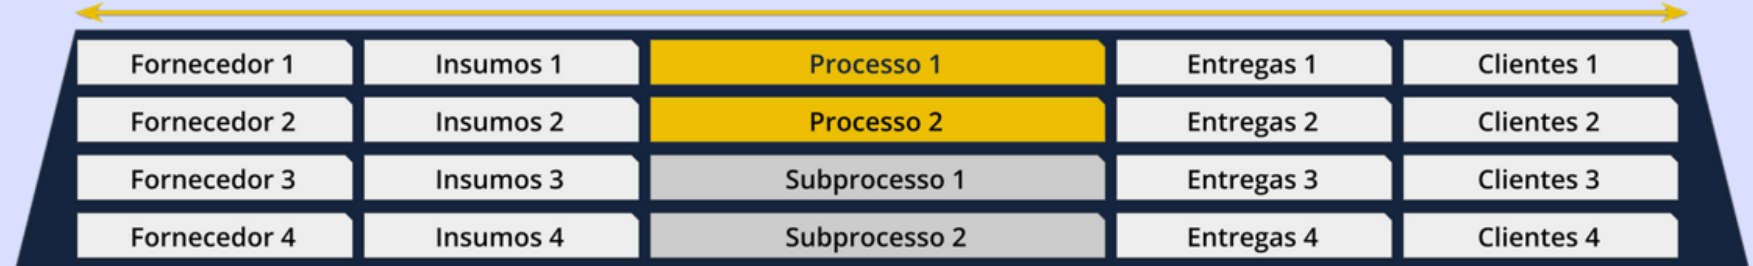 Fornecedor 1 Insumos 1 Processo 1 Entregas 1 Clientes 1
Fornecedor 2 Insumos 2 Processo 2 Entregas 2 Clientes 2
Fornecedor 3 Insumos 3 Subprocesso 1 Entregas 3 Clientes 3
Fornecedor 4 Insumos 4 Subprocesso 2 Entregas 4 Clientes 4